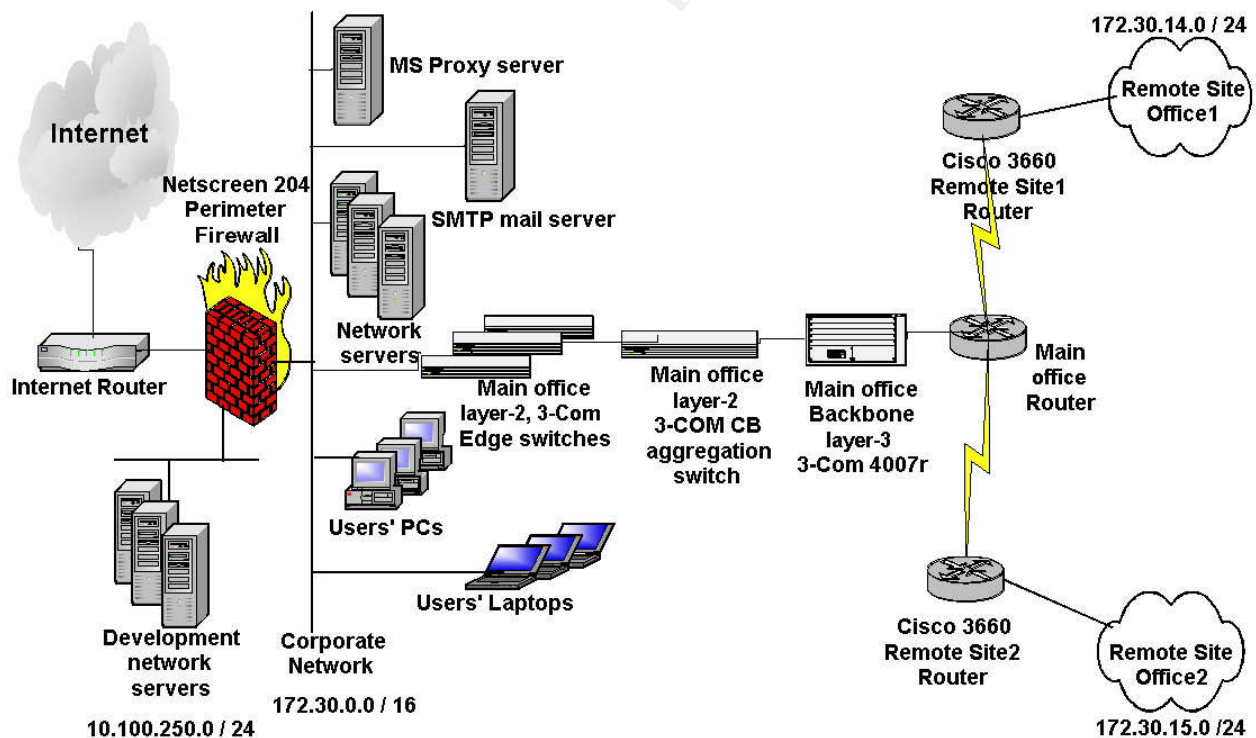 172.30.14.0 / 24
MS Proxy server
Remote Site
Office1
Internet
Cisco 3660
Remote Site1
Router
Netscreen 204
Perimeter
Firewall
SMTP mail server
Network
servers
Internet Router
Main office
layer-2, 3-Com
Edge switches
Main office
layer-2
3-COM CB
aggregation
switch
Main office
Backbone
layer-3
3-Com 4007r
Main
office
Router
Users' PCs
Users' Laptops
Development
network
servers
Corporate
Network
Cisco 3660
Remote Site2
Router
Remote Site
Office2
172.30.0.0 / 16
10.100.250.0 / 24
172.30.15.0 /24